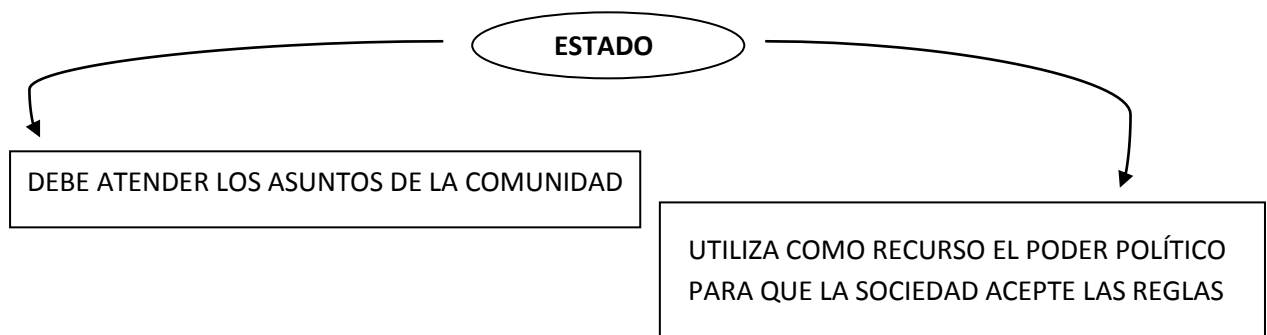 ESTADO
DEBE ATENDER LOS ASUNTOS DE LA COMUNIDAD
UTILIZA COMO RECURSO EL PODER POLÍTICO
PARA QUE LA SOCIEDAD ACEPTE LAS REGLAS